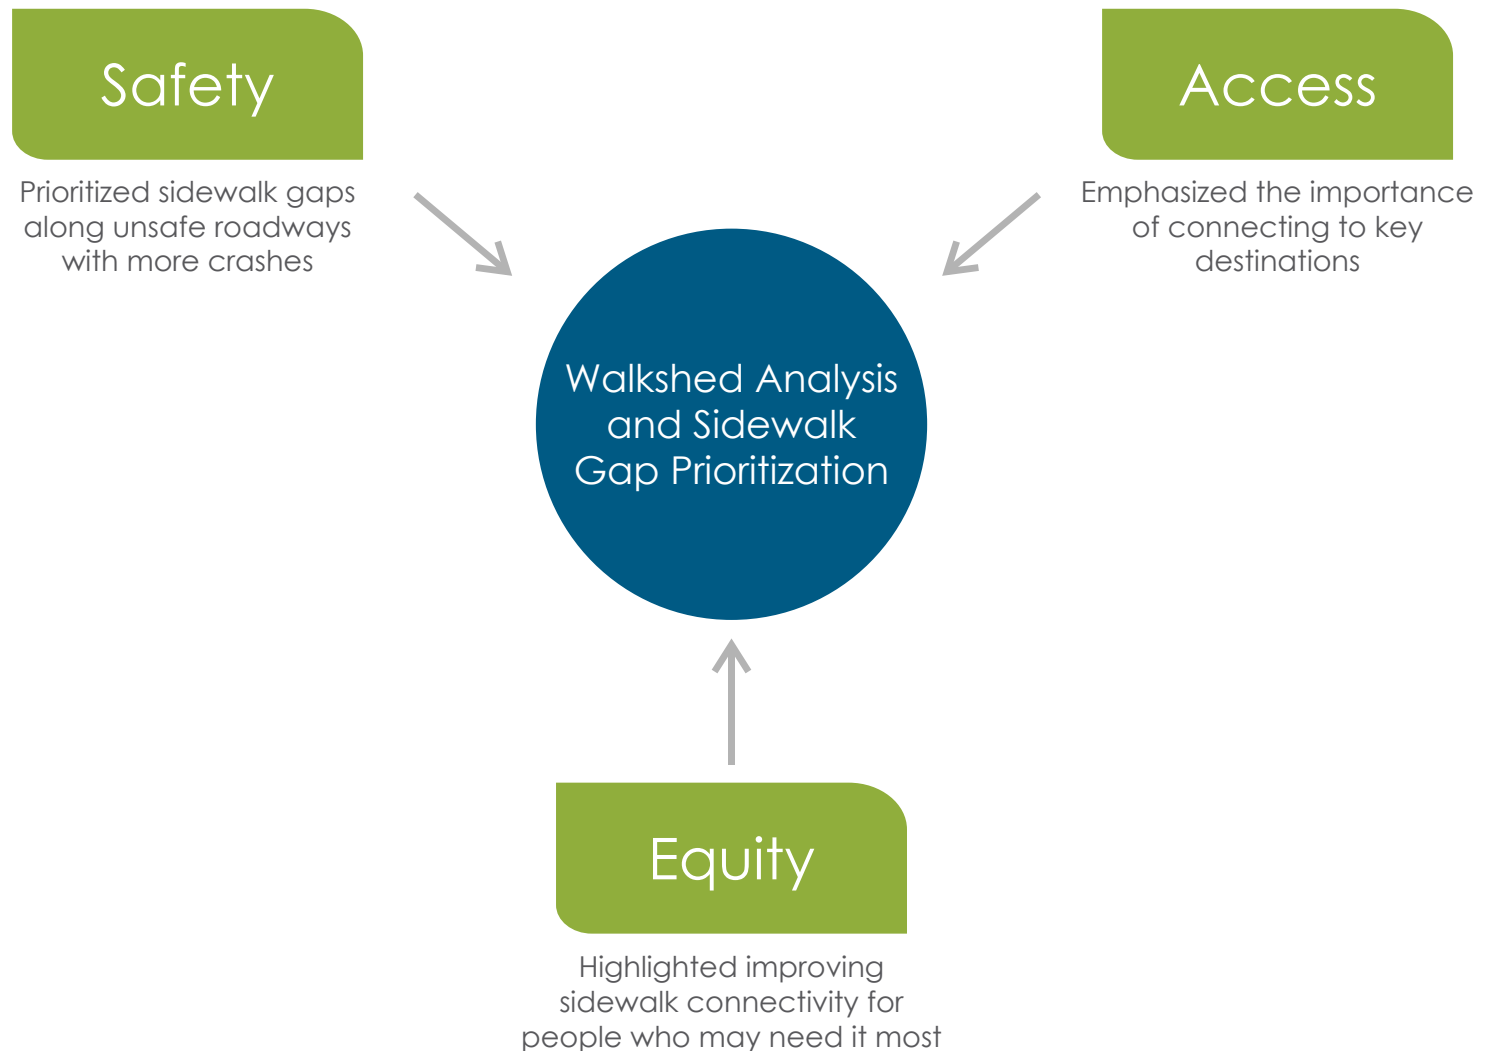 Safety
Prioritized sidewalk gaps
along unsafe roadways
with more crashes
Access
Emphasized the importance
of connecting to key
destinations
Walkshed Analysis
and Sidewalk
Gap Prioritization
Equity
Highlighted improving
sidewalk connectivity for
people who may need it most